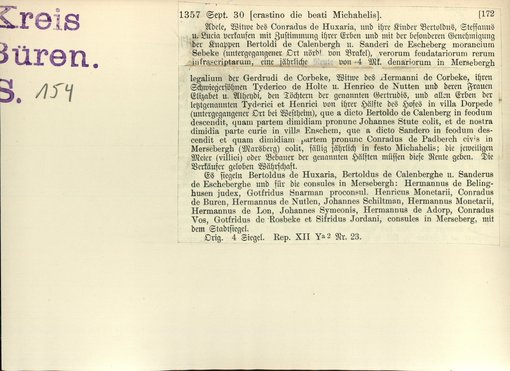 Kreis
Büren.
S. 154
1357 Sept. 30 [crastino die beati Michahelis]. [172
Adele, Witwe des Conradus de Huxaria, und ihre Kinder Bertoldus, Steffanus
u. Lucia verkaufen mit Zustimmung ihrer Erben und mit der besonderen Genehmigung
der Knappen Bertoldi de Calenbergh u. Sanderi de Escheberg morancium
Sebeke (untergegangener Ort nördl. von Brakel), verorum feudatariorum rerum
infrascriptarum, eine jährliche Rente von 4 Mk. denariorum in Mersebergh
legalium der Gerdrudi de Corbeke, Witwe des Hermanni de Corbeke, ihren
Schwiegersöhnen Tyderico de Holte u. Henrico de Nutten und deren Frauen
Elizabet u. Alheydi, den Töchtern der genannten Gertrudis, und allen Erben der
letztgenannten Tyderici et Henrici von ihrer Hälfte des Hofes in villa Dorpede
(untergegangener Ort bei Westheim), que a dicto Bertoldo de Calenberg in feodum
descendit, quam partem dimidiam pronunc Johannes Stute colit, et de nostra
dimidia parte curie in villa Enschem, que a dicto Sandero in feodum des-
cendit et quam dimidiam partem pronunc Conradus de Padberch civis in
Mersebergh (Marsberg) colit, fällig jährlich in festo Michahelis; die jeweiligen
Meier (villici) oder Bebauer der genannten Hälften müssen diese Rente geben. Die
Verkäufer geloben Währschaft.
Es siegeln Bertoldus de Huxaria, Bertoldus de Calenberghe u. Sanderus
de Escheberghe und für die consules in Mersebergh: Hermannus de Beling-
husen judex, Gotfridus Snarman proconsul. Henricus Monetarii, Conradus
de Buren, Hermannus de Nutlen, Johannes Schiltman, Hermannus Monetarii,
Hermannus de Lon, Johannes Symeonis, Hermannus de Adorp, Conradus
Vos, Gotfridus de Rosbeke et Sifridus Jordani, consules in Merseberg, mit
dem Stadtsiegel.
Orig. 4 Siegel. Rep. XII Ya 2 Nr. 23.